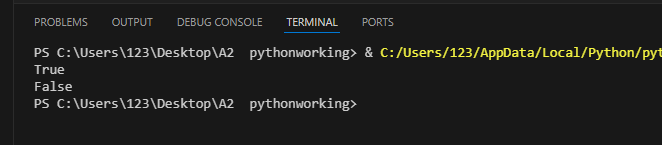 PROBLEMS OUTPUT DEBUG CONSOLE TERMINAL PORTS
PS C:\Users\123\Desktop\A2  pythonworking> & C:/Users/123/AppData/Local/Python/pyt
True
False
PS C:\Users\123\Desktop\A2  pythonworking>